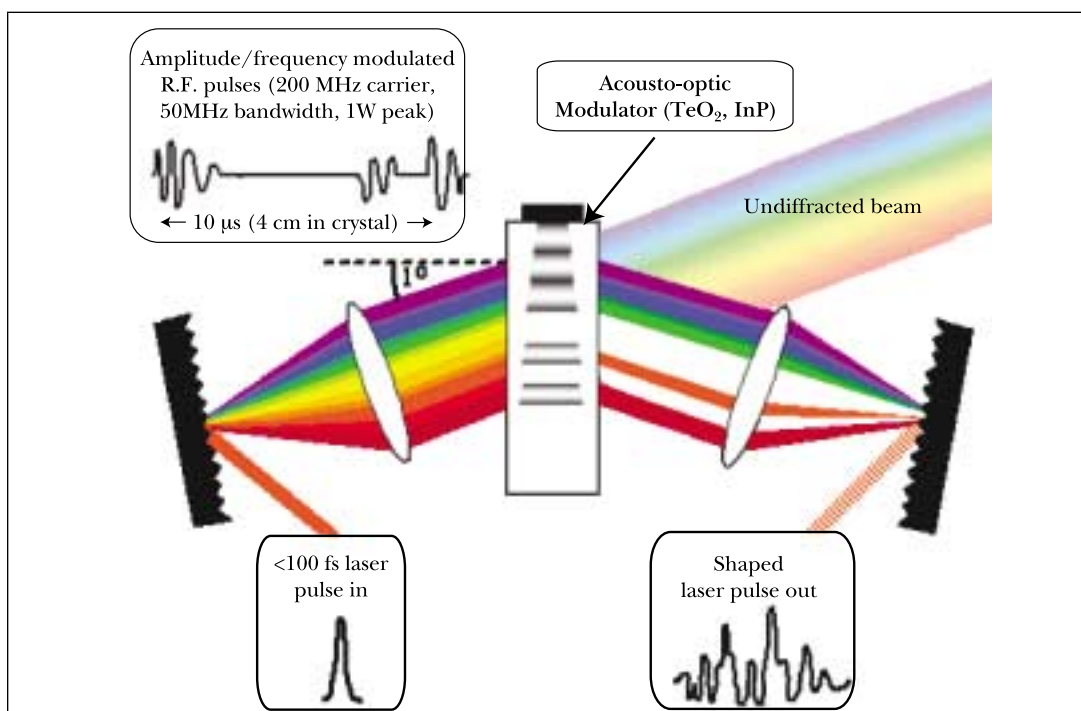 Amplitude/frequency modulated
R.F. pulses (200 MHz carrier,
50MHz bandwidth, 1W peak)
← 10 μs (4 cm in crystal) →
Acousto-optic
Modulator (TeO₂, InP)
Undiffracted beam
<100 fs laser
pulse in
Shaped
laser pulse out